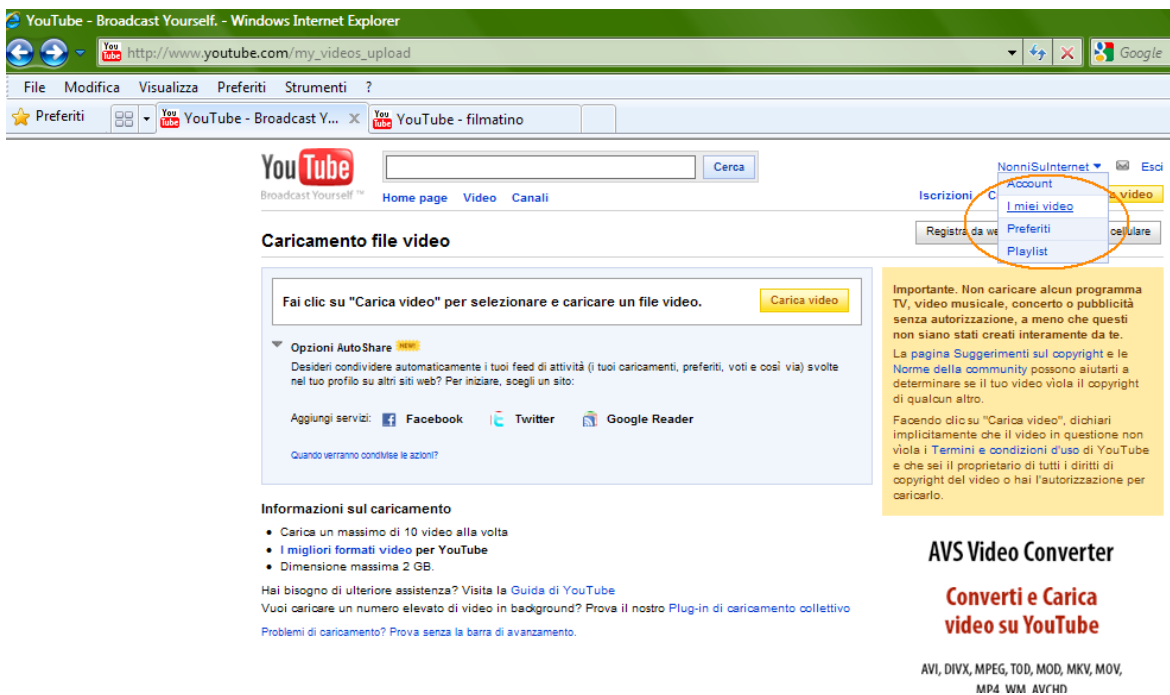 YouTube - Broadcast Yourself. - Windows Internet Explorer
http://www.youtube.com/my_videos_upload
Google
File Modifica Visualizza Preferiti Strumenti ?
Preferiti
YouTube - Broadcast Y...
YouTube - filmatino
YouTube
Broadcast Yourself ™
Cerca
Home page Video Canali
NonniSuInternet
Esci
Iscrizioni
video
Account
I miei video
Preferiti
Playlist
Caricamento file video
Registra da
cellulare
Fai clic su "Carica video" per selezionare e caricare un file video.
Carica video
Opzioni AutoShare NEW!
Desideri condividere automaticamente i tuoi feed di attività (i tuoi caricamenti, preferiti, voti e così via) svolte
nel tuo profilo su altri siti web? Per iniziare, scegli un sito:
Aggiungi servizi: Facebook Twitter Google Reader
Quando verranno condivise le azioni?
Informazioni sul caricamento
• Carica un massimo di 10 video alla volta
• I migliori formati video per YouTube
• Dimensione massima 2 GB.
Hai bisogno di ulteriore assistenza? Visita la Guida di YouTube
Vuoi caricare un numero elevato di video in background? Prova il nostro Plug-in di caricamento collettivo
Problemi di caricamento? Prova senza la barra di avanzamento.
Importante. Non caricare alcun programma
TV, video musicale, concerto o pubblicità
senza autorizzazione, a meno che questi
non siano stati creati interamente da te.
La pagina Suggerimenti sul copyright e le
Norme della community possono aiutarti a
determinare se il tuo video vìola il copyright
di qualcun altro.
Facendo clic su "Carica video", dichiari
implicitamente che il video in questione non
vìola i Termini e condizioni d'uso di YouTube
e che sei il proprietario di tutti i diritti di
copyright del video o hai l'autorizzazione per
caricarlo.
AVS Video Converter
Converti e Carica
video su YouTube
AVI, DIVX, MPEG, TOD, MOD, MKV, MOV,
MP4, WM, AVCHD